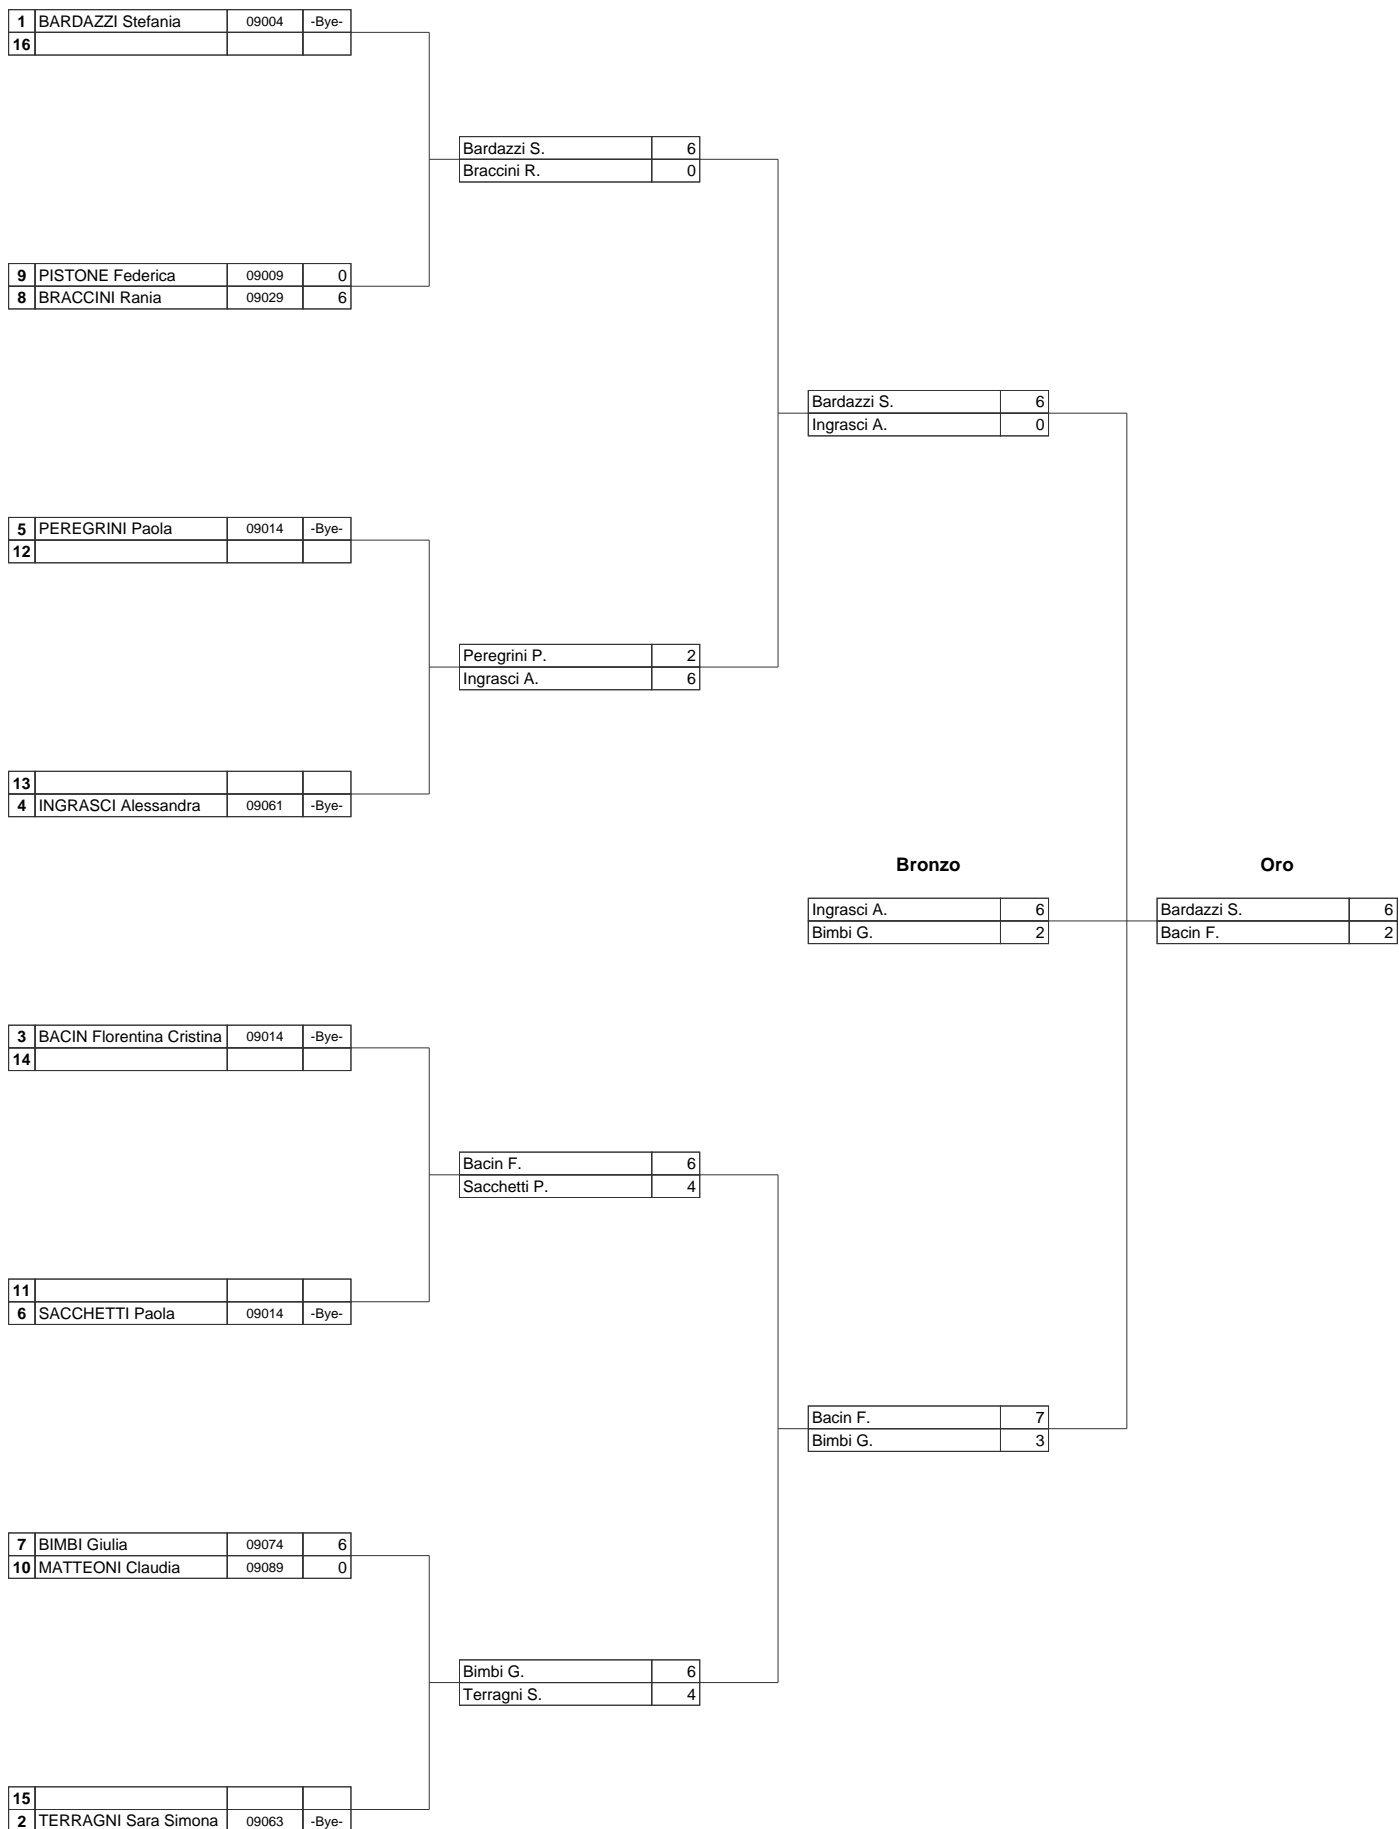 1 BARDAZZI Stefania 09004 -Bye-
16
Bardazzi S. 6
Braccini R. 0
9 PISTONE Federica 09009 0
8 BRACCINI Rania 09029 6
Bardazzi S. 6
Ingrasci A. 0
5 PEREGRINI Paola 09014 -Bye-
12
Peregrini P. 2
Ingrasci A. 6
13
4 INGRASCI Alessandra 09061 -Bye-
Bronzo Oro
Ingrasci A. 6 Bardazzi S. 6
Bimbi G. 2 Bacin F. 2
3 BACIN Florentina Cristina 09014 -Bye-
14
Bacin F. 6
Sacchetti P. 4
11
6 SACCHETTI Paola 09014 -Bye-
Bacin F. 7
Bimbi G. 3
7 BIMBI Giulia 09074 6
10 MATTEONI Claudia 09089 0
Bimbi G. 6
Terragni S. 4
15
2 TERRAGNI Sara Simona 09063 -Bye-